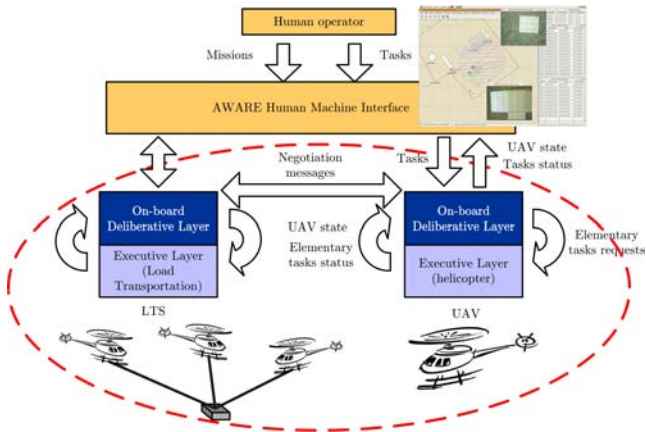 Human operator
Missions
Tasks
AWARE Human Machine Interface
Tasks
UAV state
Tasks status
Negotiation
messages
On-board
Deliberative Layer
Executive Layer
(Load
Transportation)
LTS
UAV state
Elementary
tasks status
On-board
Deliberative Layer
Executive Layer
(helicopter)
UAV
Elementary
tasks requests